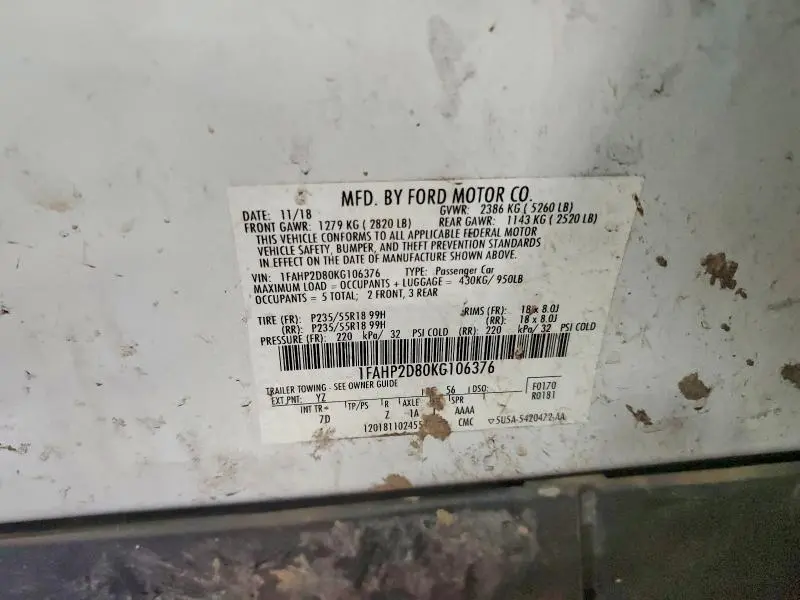 MFD. BY FORD MOTOR CO.
DATE: 11/18 GVWR: 2386 KG ( 5260 LB)
FRONT GAWR: 1279 KG ( 2820 LB) REAR GAWR: 1143 KG ( 2520 LB)
THIS VEHICLE CONFORMS TO ALL APPLICABLE FEDERAL MOTOR
VEHICLE SAFETY, BUMPER, AND THEFT PREVENTION STANDARDS
IN EFFECT ON THE DATE OF MANUFACTURE SHOWN ABOVE.
VIN: 1FAHP2D80KG106376 TYPE: Passenger Car
MAXIMUM LOAD = OCCUPANTS + LUGGAGE = 430KG/ 950LB
OCCUPANTS = 5 TOTAL; 2 FRONT, 3 REAR
TIRE (FR): P235/55R18 99H RIMS (FR): 18 x 8.0J
(RR): P235/55R18 99H (RR): 18 x 8.0J
PRESSURE (FR): 220 kPa/ 32 PSI COLD (RR): 220 kPa/ 32 PSI COLD
1FAHP2D80KG106376
TRAILER TOWING - SEE OWNER GUIDE 56 DSO: F0170
EXT PNT: YZ R0181
INT TR TP/PS R AXLE SPR
7D Z 1A AAAA
12018110245 CMC ▽5U5A-5420472-AA